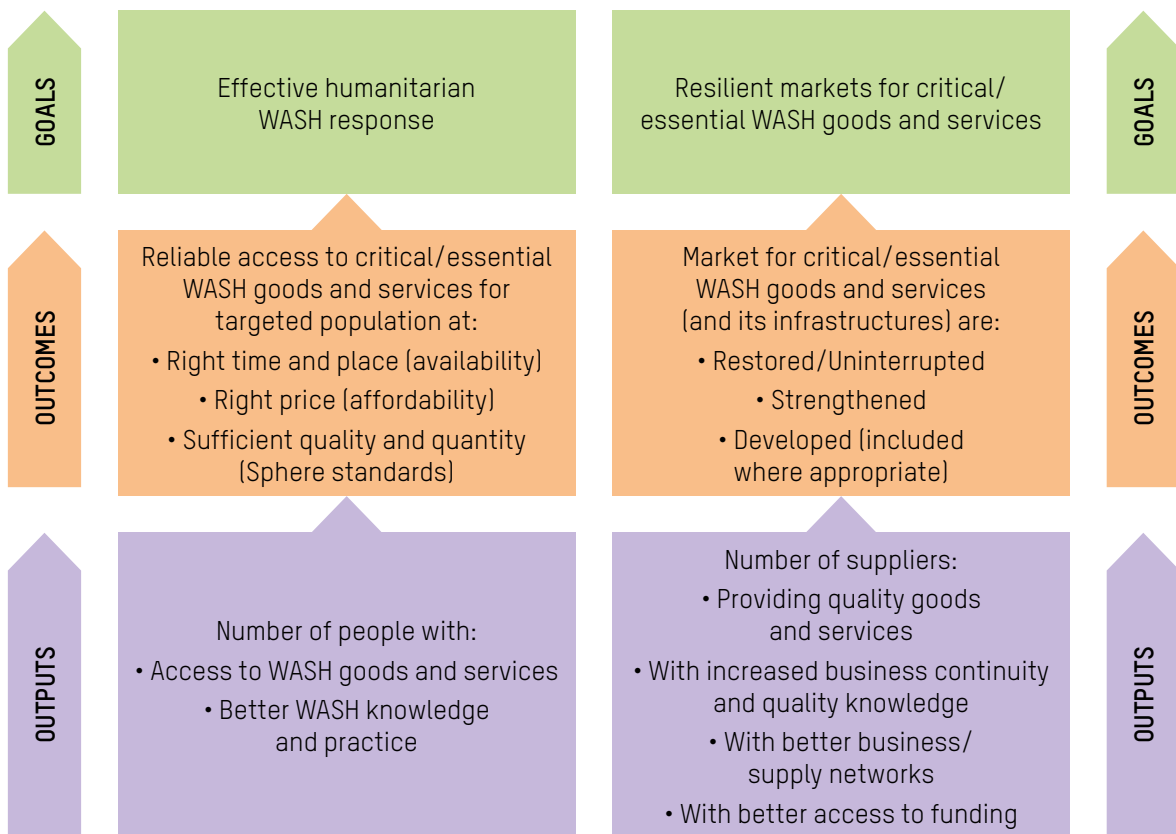 GOALS
Effective humanitarian
WASH response
Resilient markets for critical/
essential WASH goods and services
GOALS
OUTCOMES
Reliable access to critical/essential
WASH goods and services for
targeted population at:
• Right time and place (availability)
• Right price (affordability)
• Sufficient quality and quantity
(Sphere standards)
Market for critical/essential
WASH goods and services
(and its infrastructures) are:
• Restored/Uninterrupted
• Strengthened
• Developed (included
where appropriate)
OUTCOMES
OUTPUTS
Number of people with:
• Access to WASH goods and services
• Better WASH knowledge
and practice
Number of suppliers:
• Providing quality goods
and services
• With increased business continuity
and quality knowledge
• With better business/
supply networks
• With better access to funding
OUTPUTS